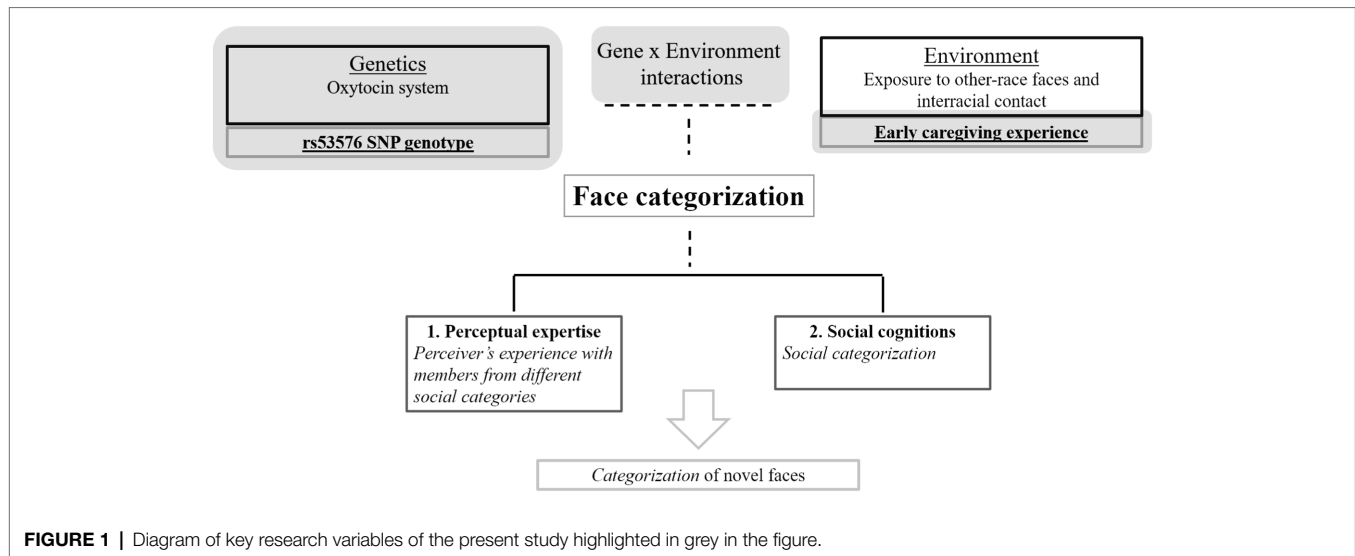 Genetics
Oxytocin system
rs53576 SNP genotype
Gene x Environment
interactions
Environment
Exposure to other-race faces and
interracial contact
Early caregiving experience
Face categorization
1. Perceptual expertise
Perceiver's experience with
members from different
social categories
2. Social cognitions
Social categorization
Categorization of novel faces
FIGURE 1 | Diagram of key research variables of the present study highlighted in grey in the figure.